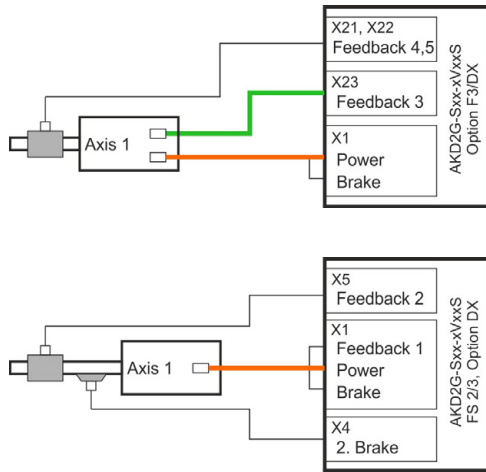 X21, X22
Feedback 4,5
X23
Feedback 3
X1
Power
Brake
Axis 1
AKD2G-Sxx-xVxxS
Option F3/DX
X5
Feedback 2
X1
Feedback 1
Power
Brake
Axis 1
X4
2. Brake
AKD2G-Sxx-xVxxS
FS 2/3, Option DX